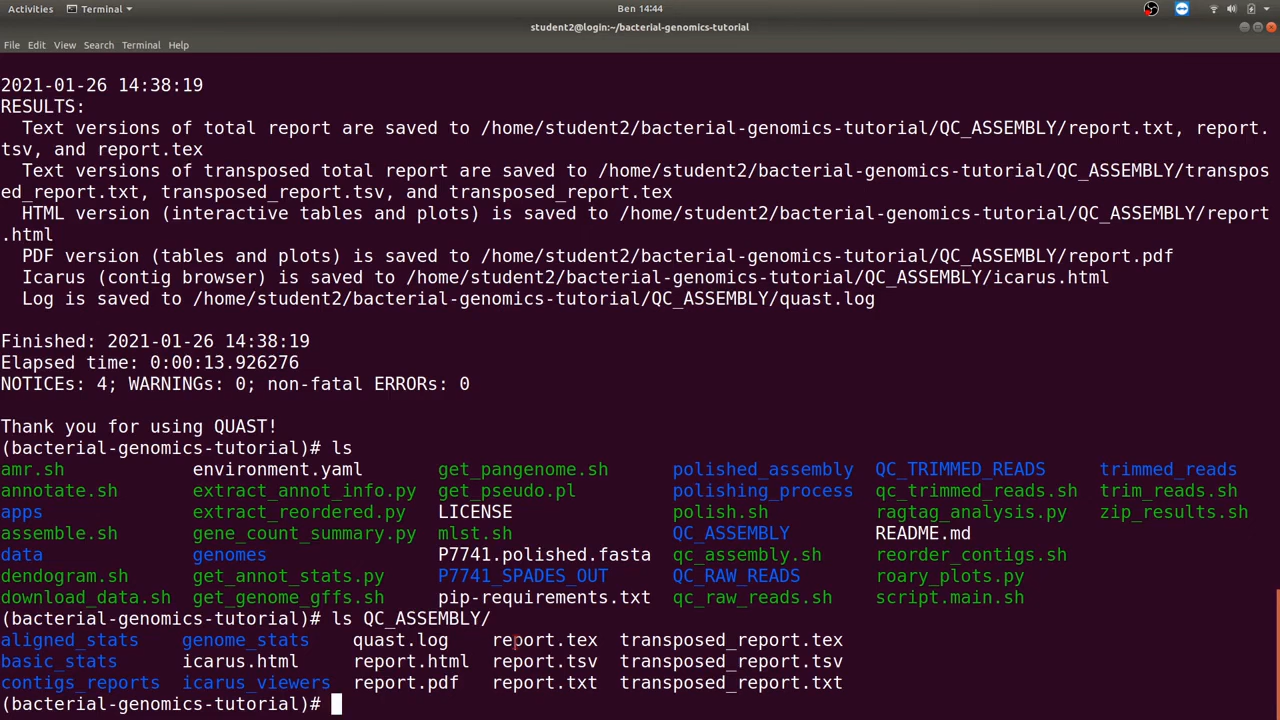 Activities Terminal Ben 14:44
student2@login:~/bacterial-genomics-tutorial
File Edit View Search Terminal Help
2021-01-26 14:38:19
RESULTS:
  Text versions of total report are saved to /home/student2/bacterial-genomics-tutorial/QC_ASSEMBLY/report.txt, report.
tsv, and report.tex
  Text versions of transposed total report are saved to /home/student2/bacterial-genomics-tutorial/QC_ASSEMBLY/transpos
ed_report.txt, transposed_report.tsv, and transposed_report.tex
  HTML version (interactive tables and plots) is saved to /home/student2/bacterial-genomics-tutorial/QC_ASSEMBLY/report
.html
  PDF version (tables and plots) is saved to /home/student2/bacterial-genomics-tutorial/QC_ASSEMBLY/report.pdf
  Icarus (contig browser) is saved to /home/student2/bacterial-genomics-tutorial/QC_ASSEMBLY/icarus.html
  Log is saved to /home/student2/bacterial-genomics-tutorial/QC_ASSEMBLY/quast.log
Finished: 2021-01-26 14:38:19
Elapsed time: 0:00:13.926276
NOTICEs: 4; WARNINGs: 0; non-fatal ERRORs: 0
Thank you for using QUAST!
(bacterial-genomics-tutorial)# ls
amr.sh environment.yaml get_pangenome.sh polished_assembly QC_TRIMMED_READS trimmed_reads
annotate.sh extract_annot_info.py get_pseudo.pl polishing_process qc_trimmed_reads.sh trim_reads.sh
apps extract_reordered.py LICENSE polish.sh ragtag_analysis.py zip_results.sh
assemble.sh gene_count_summary.py mlst.sh QC_ASSEMBLY README.md
data genomes P7741.polished.fasta qc_assembly.sh reorder_contigs.sh
dendogram.sh get_annot_stats.py P7741_SPADES_OUT QC_RAW_READS roary_plots.py
download_data.sh get_genome_gffs.sh pip-requirements.txt qc_raw_reads.sh script.main.sh
(bacterial-genomics-tutorial)# ls QC_ASSEMBLY/
aligned_stats genome_stats quast.log report.tex transposed_report.tex
basic_stats icarus.html report.html report.tsv transposed_report.tsv
contigs_reports icarus_viewers report.pdf report.txt transposed_report.txt
(bacterial-genomics-tutorial)#